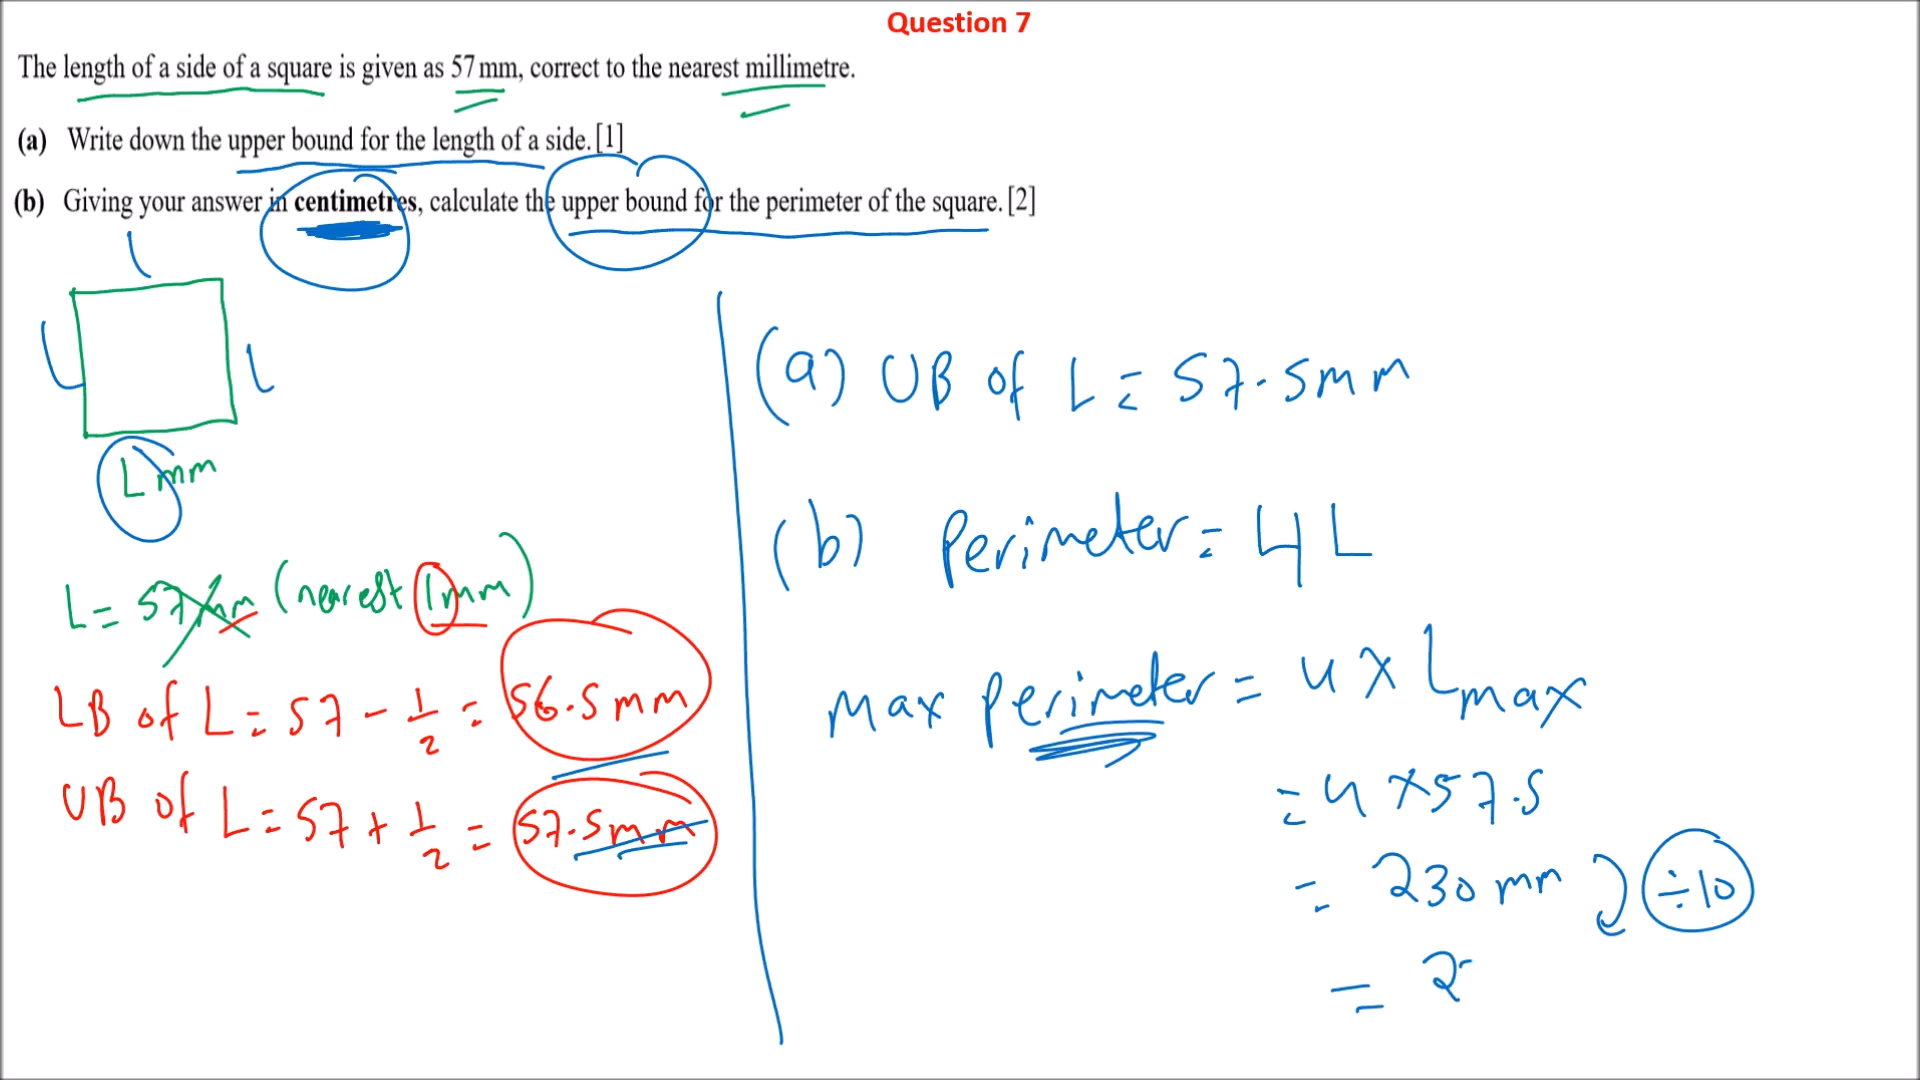 Question 7
The length of a side of a square is given as 57 mm, correct to the nearest millimetre.
(a) Write down the upper bound for the length of a side. [1]
(b) Giving your answer in centimetres, calculate the upper bound for the perimeter of the square. [2]
L
L
L
L mm
L = 57 mm (nearest 1mm)
LB of L = 57 - 1/2 = 56.5 mm
UB of L = 57 + 1/2 = 57.5mm
(a) UB of L = 57.5mm
(b) Perimeter = 4L
Max perimeter = 4 × Lmax
= 4 × 57.5
= 230 mm ÷10
= 2